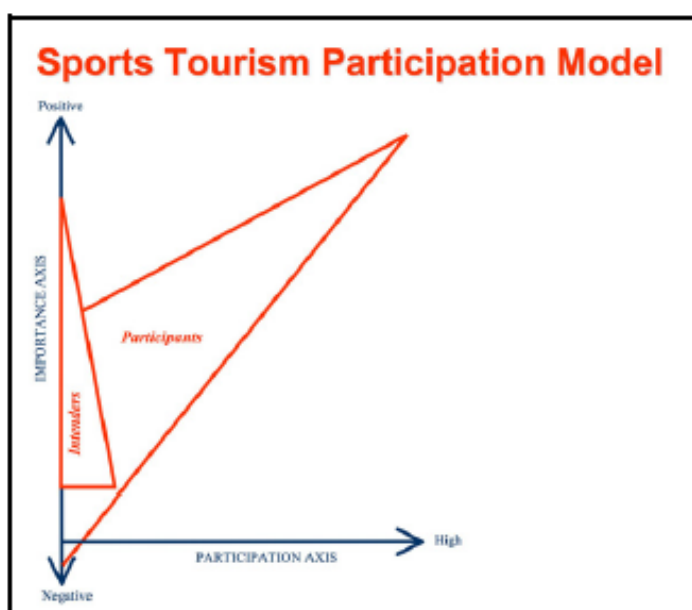 Sports Tourism Participation Model
Positive
IMPORTANCE AXIS
Participants
Intenders
High
PARTICIPATION AXIS
Negative